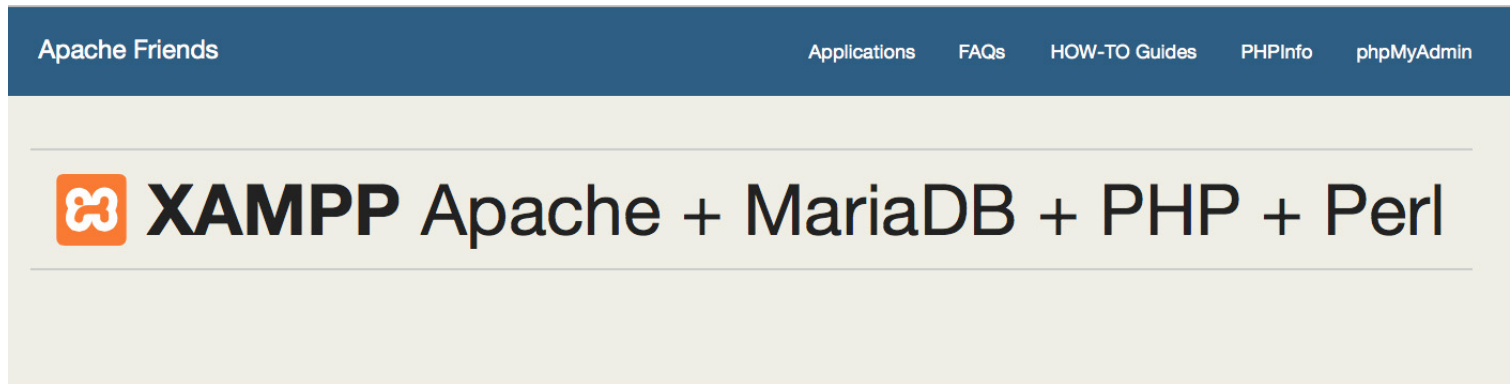 Apache Friends Applications FAQs HOW-TO Guides PHPInfo phpMyAdmin
XAMPP Apache + MariaDB + PHP + Perl